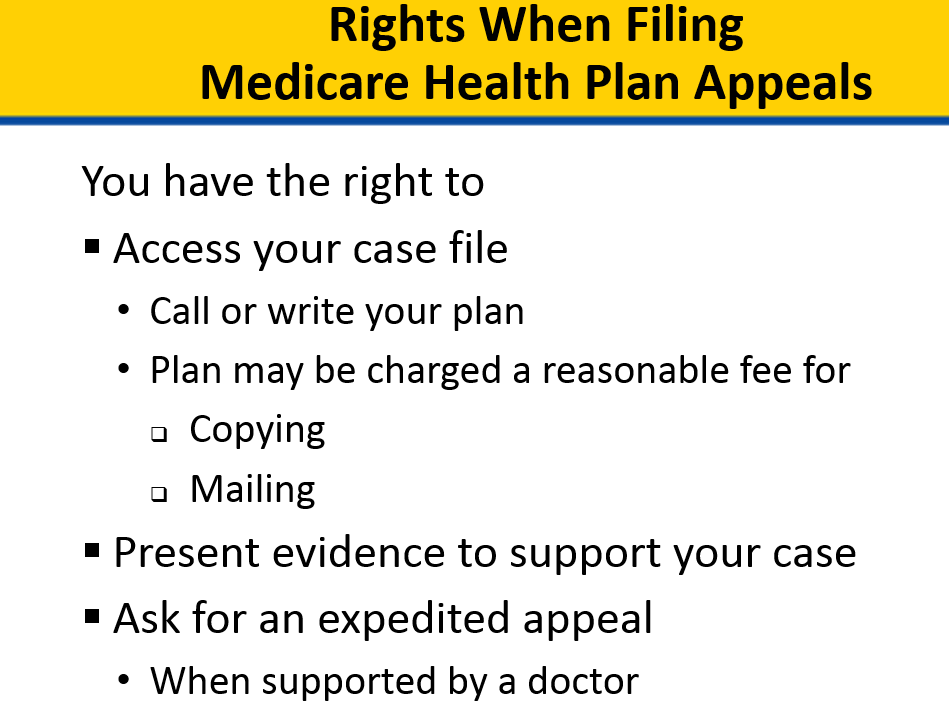 Rights When Filing
Medicare Health Plan Appeals
You have the right to
▪ Access your case file
• Call or write your plan
• Plan may be charged a reasonable fee for
❑ Copying
❑ Mailing
▪ Present evidence to support your case
▪ Ask for an expedited appeal
• When supported by a doctor